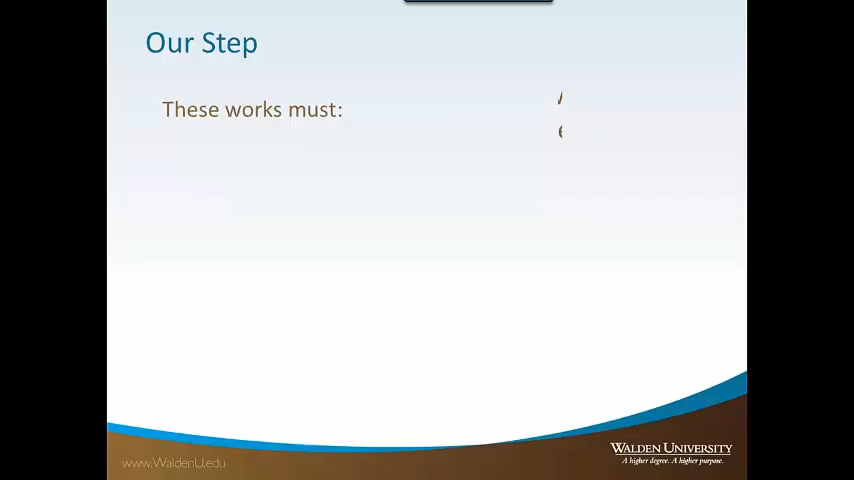 Our Step
These works must:
www.WaldenU.edu
WALDEN UNIVERSITY
A higher degree. A higher purpose.